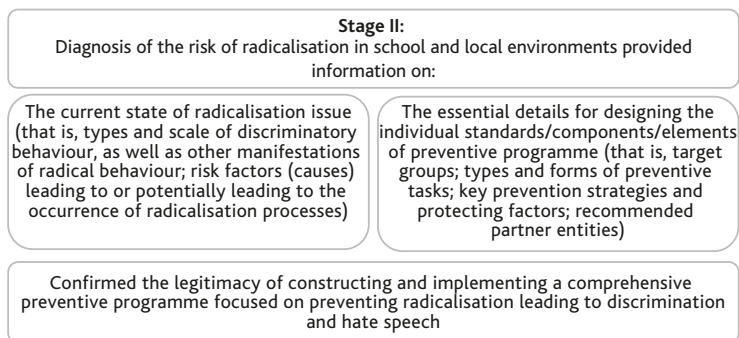 Stage II:
Diagnosis of the risk of radicalisation in school and local environments provided
information on:
The current state of radicalisation issue
(that is, types and scale of discriminatory
behaviour, as well as other manifestations
of radical behaviour; risk factors (causes)
leading to or potentially leading to the
occurrence of radicalisation processes)
The essential details for designing the
individual standards/components/elements
of preventive programme (that is, target
groups; types and forms of preventive
tasks; key prevention strategies and
protecting factors; recommended
partner entities)
Confirmed the legitimacy of constructing and implementing a comprehensive
preventive programme focused on preventing radicalisation leading to discrimination
and hate speech